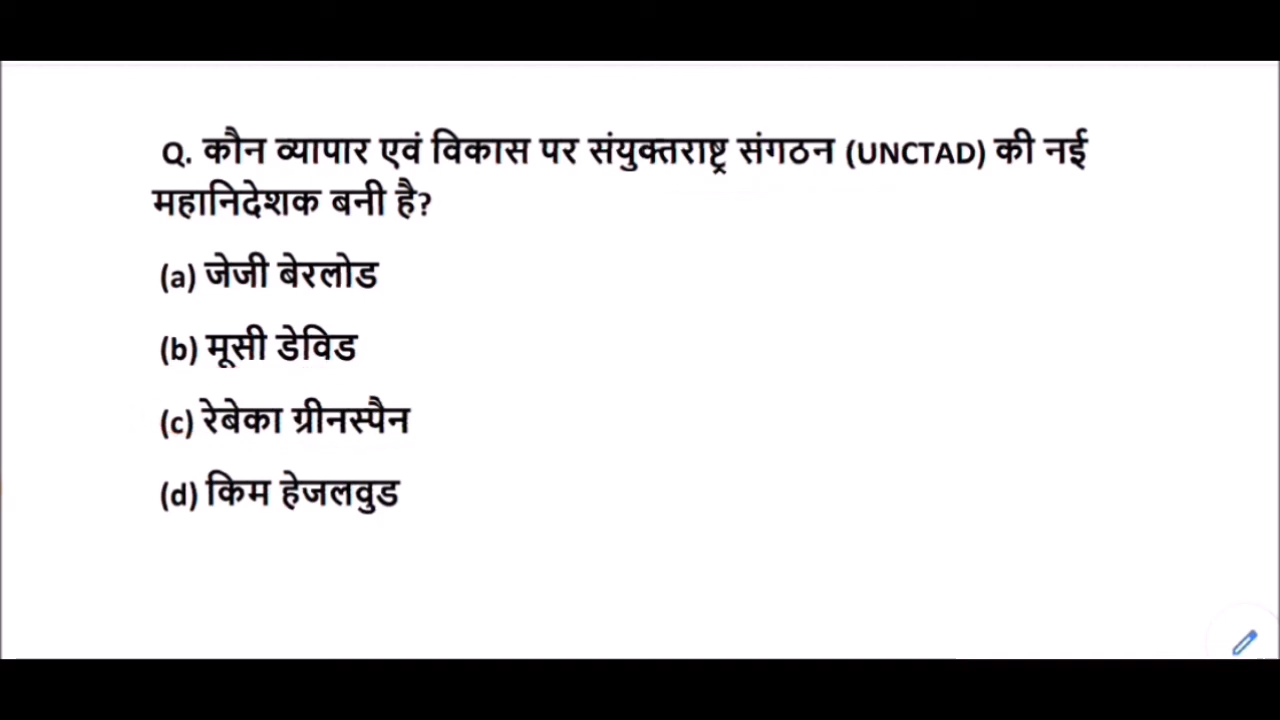 Q. कौन व्यापार एवं विकास पर संयुक्तराष्ट्र संगठन (UNCTAD) की नई
महानिदेशक बनी है?
(a) जेजी बेरलोड
(b) मूसी डेविड
(c) रेबेका ग्रीनस्पैन
(d) किम हेजलवुड